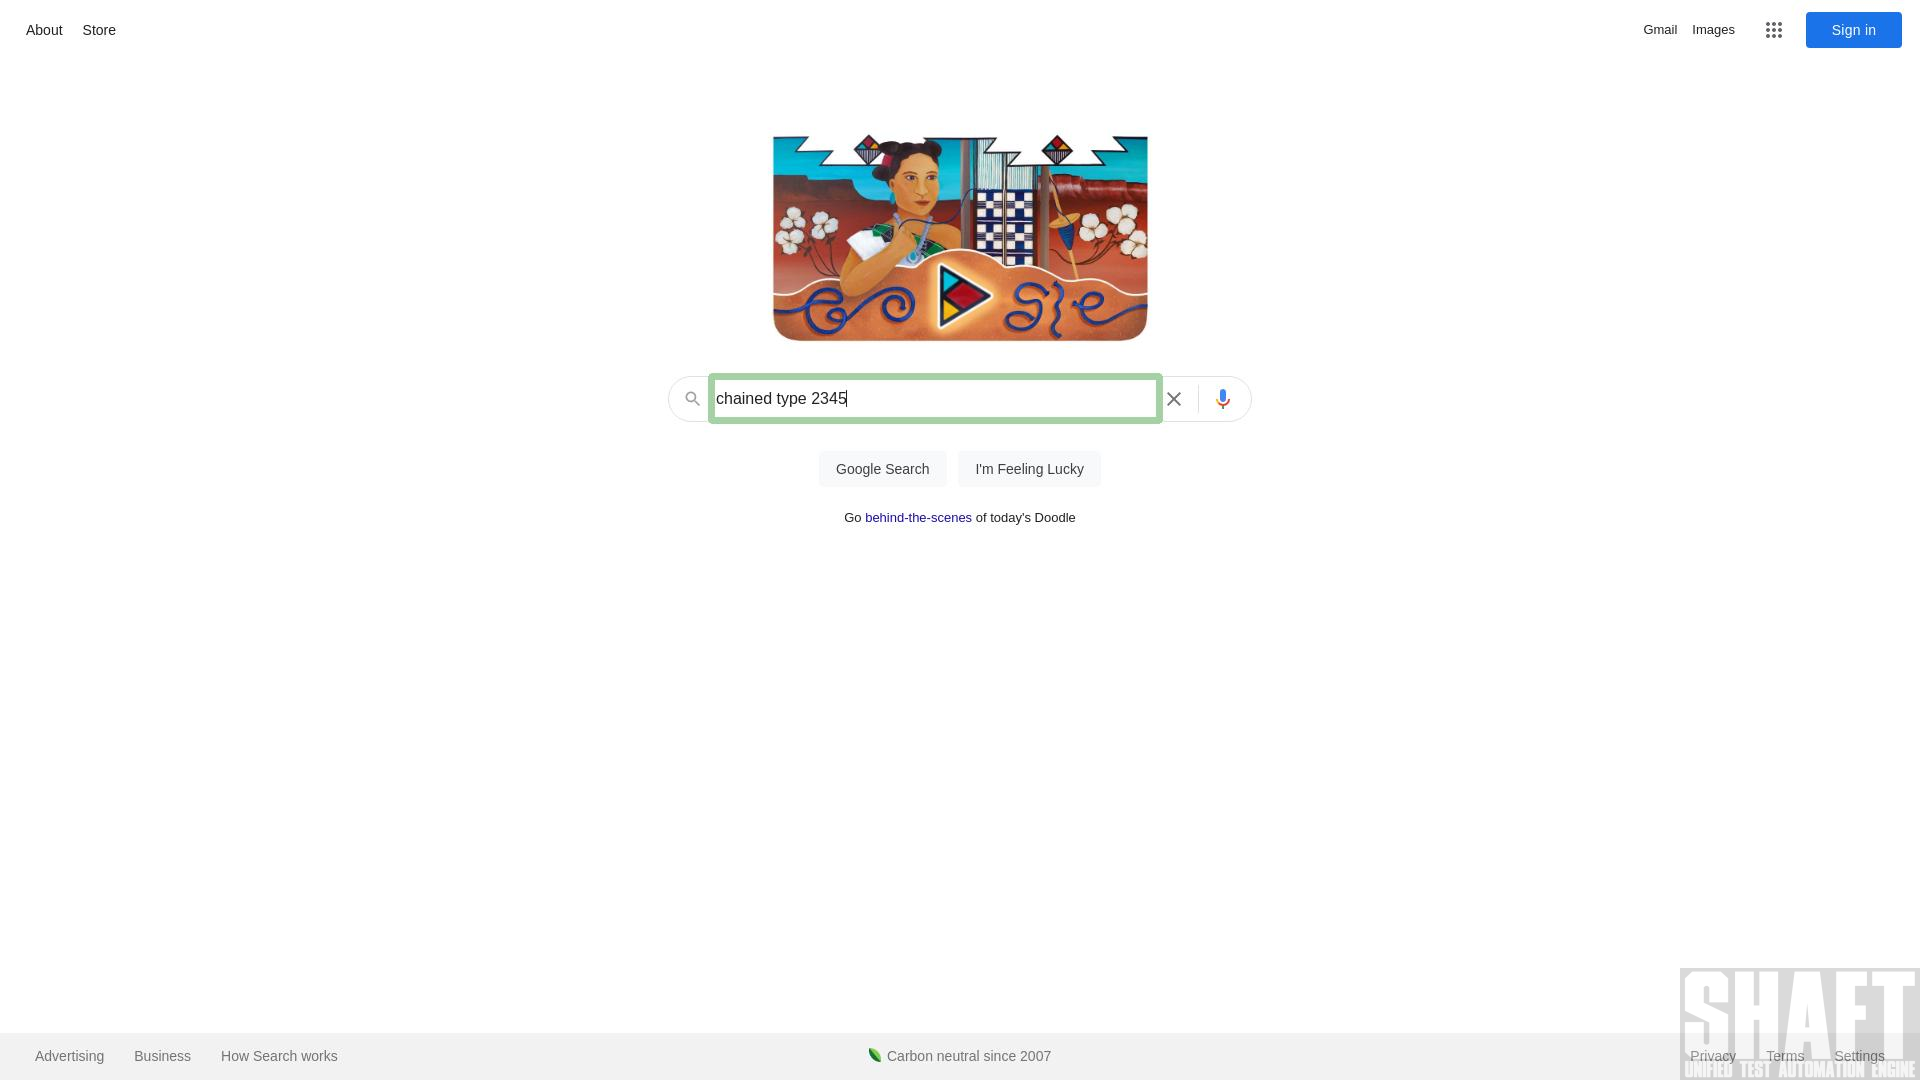 About Store
Gmail Images Sign in
chained type 2345
Google Search I'm Feeling Lucky
Go behind-the-scenes of today's Doodle
SHAFT
Advertising Business How Search works
Carbon neutral since 2007
Privacy Terms Settings
UNIFIED TEST AUTOMATION ENGINE